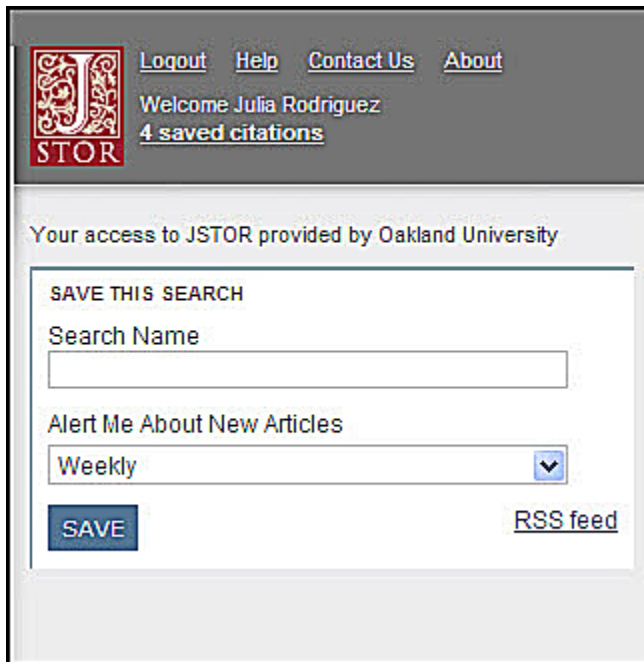 J
STOR
Logout Help Contact Us About
Welcome Julia Rodriguez
4 saved citations
Your access to JSTOR provided by Oakland University
SAVE THIS SEARCH
Search Name
Alert Me About New Articles
Weekly
SAVE
RSS feed